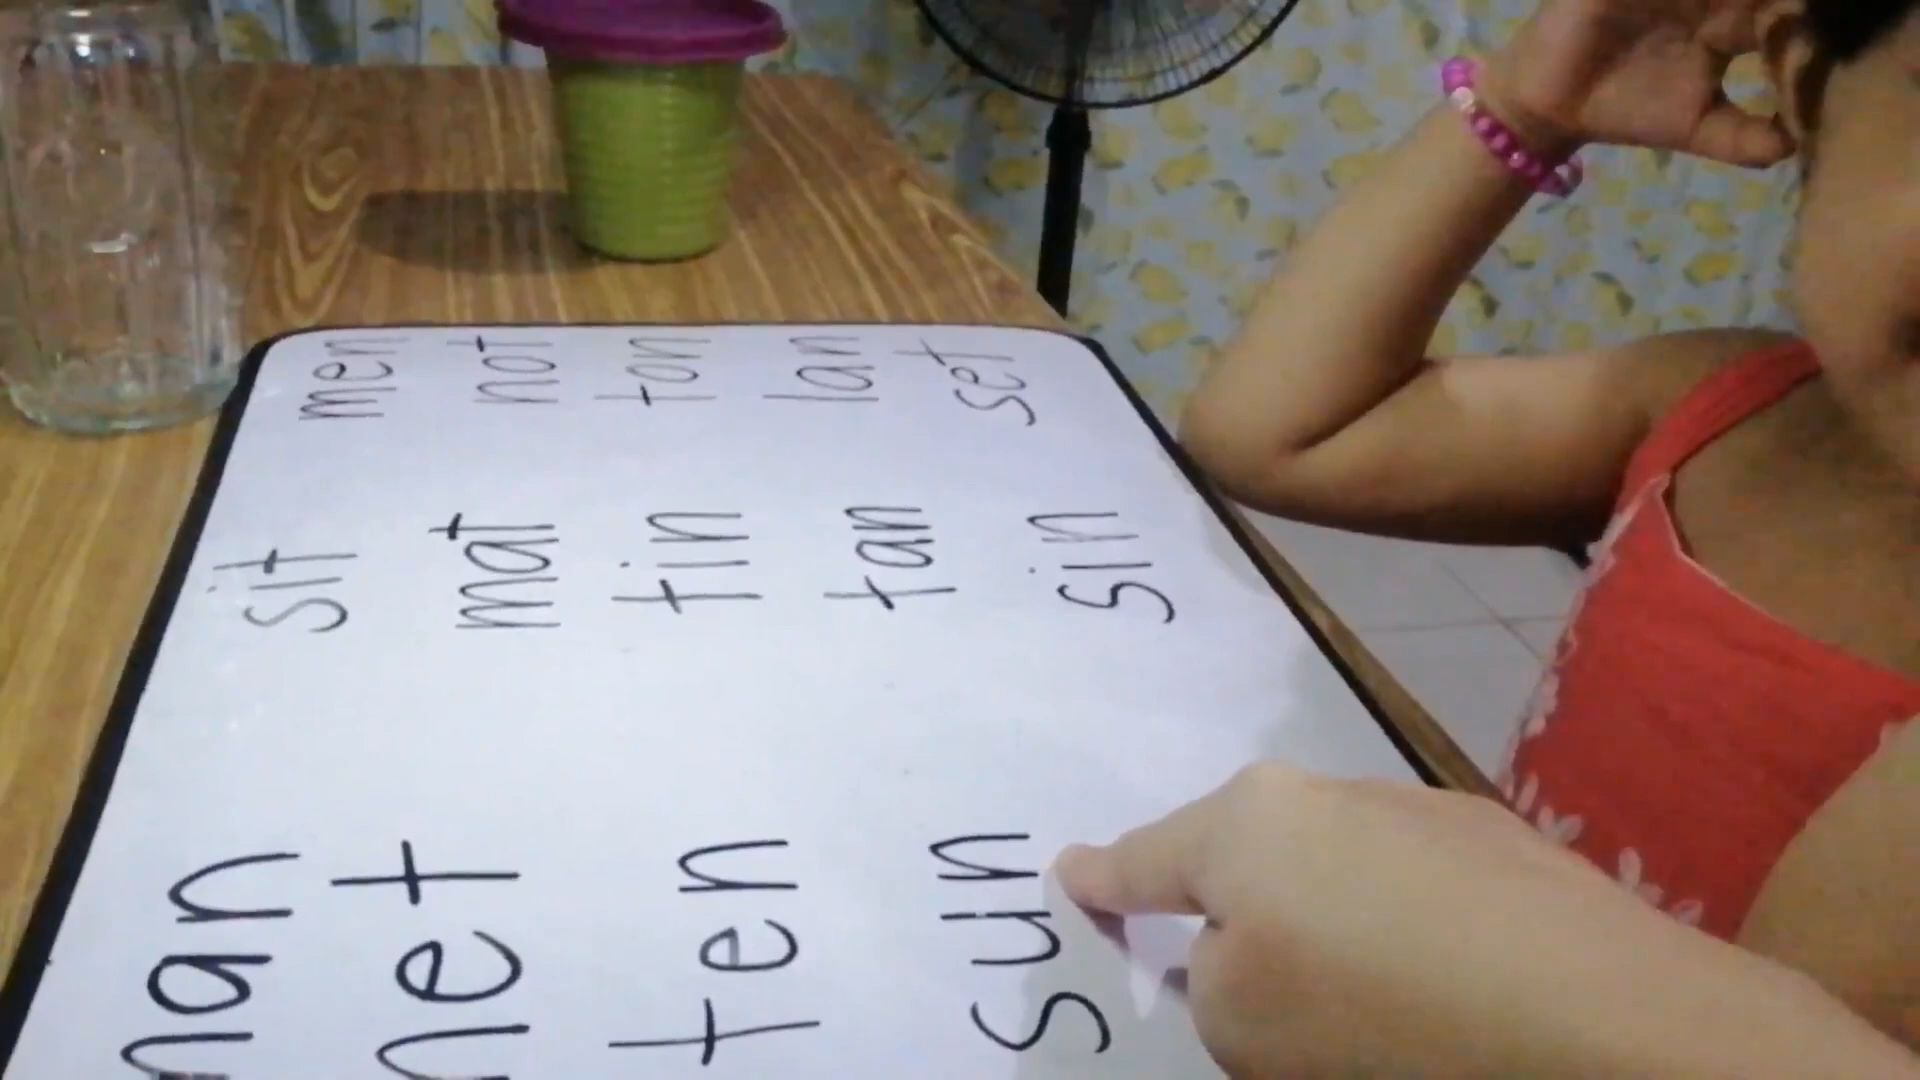 sit men
net mat not
ten tin ton
sun tan lan
sin set